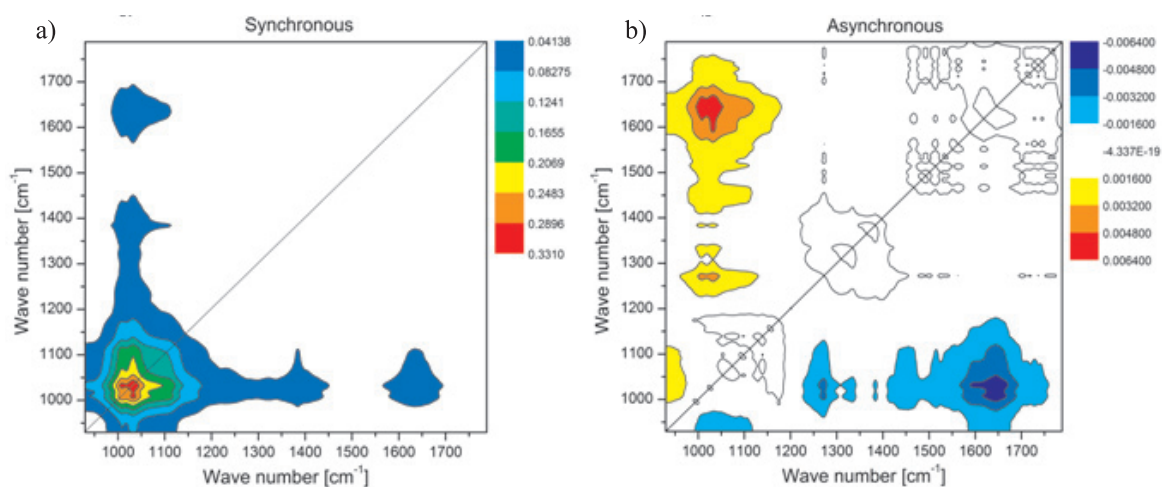 a)
Synchronous
1700
1600
1500
1400
1300
1200
1100
1000
1000 1100 1200 1300 1400 1500 1600 1700
Wave number [cm⁻¹]
Wave number [cm⁻¹]
0.04138
0.08275
0.1241
0.1655
0.2069
0.2483
0.2896
0.3310
b)
Asynchronous
1700
1600
1500
1400
1300
1200
1100
1000
1000 1100 1200 1300 1400 1500 1600 1700
Wave number [cm⁻¹]
Wave number [cm⁻¹]
-0.006400
-0.004800
-0.003200
-0.001600
-4.337E-19
0.001600
0.003200
0.004800
0.006400